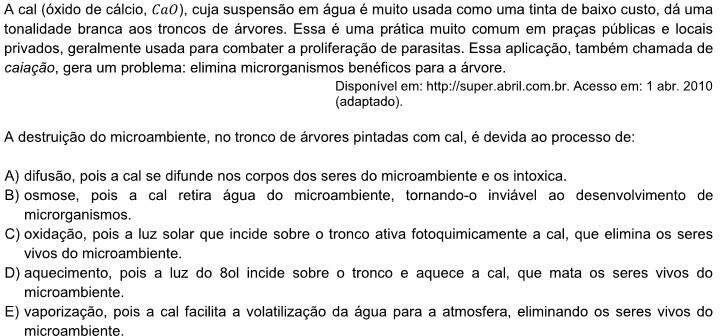 A cal (óxido de cálcio, CaO), cuja suspensão em água é muito usada como uma tinta de baixo custo, dá uma
tonalidade branca aos troncos de árvores. Essa é uma prática muito comum em praças públicas e locais
privados, geralmente usada para combater a proliferação de parasitas. Essa aplicação, também chamada de
caiação, gera um problema: elimina microrganismos benéficos para a árvore.
Disponível em: http://super.abril.com.br. Acesso em: 1 abr. 2010
(adaptado).
A destruição do microambiente, no tronco de árvores pintadas com cal, é devida ao processo de:
A) difusão, pois a cal se difunde nos corpos dos seres do microambiente e os intoxica.
B) osmose, pois a cal retira água do microambiente, tornando-o inviável ao desenvolvimento de
microrganismos.
C) oxidação, pois a luz solar que incide sobre o tronco ativa fotoquimicamente a cal, que elimina os seres
vivos do microambiente.
D) aquecimento, pois a luz do 8ol incide sobre o tronco e aquece a cal, que mata os seres vivos do
microambiente.
E) vaporização, pois a cal facilita a volatilização da água para a atmosfera, eliminando os seres vivos do
microambiente.